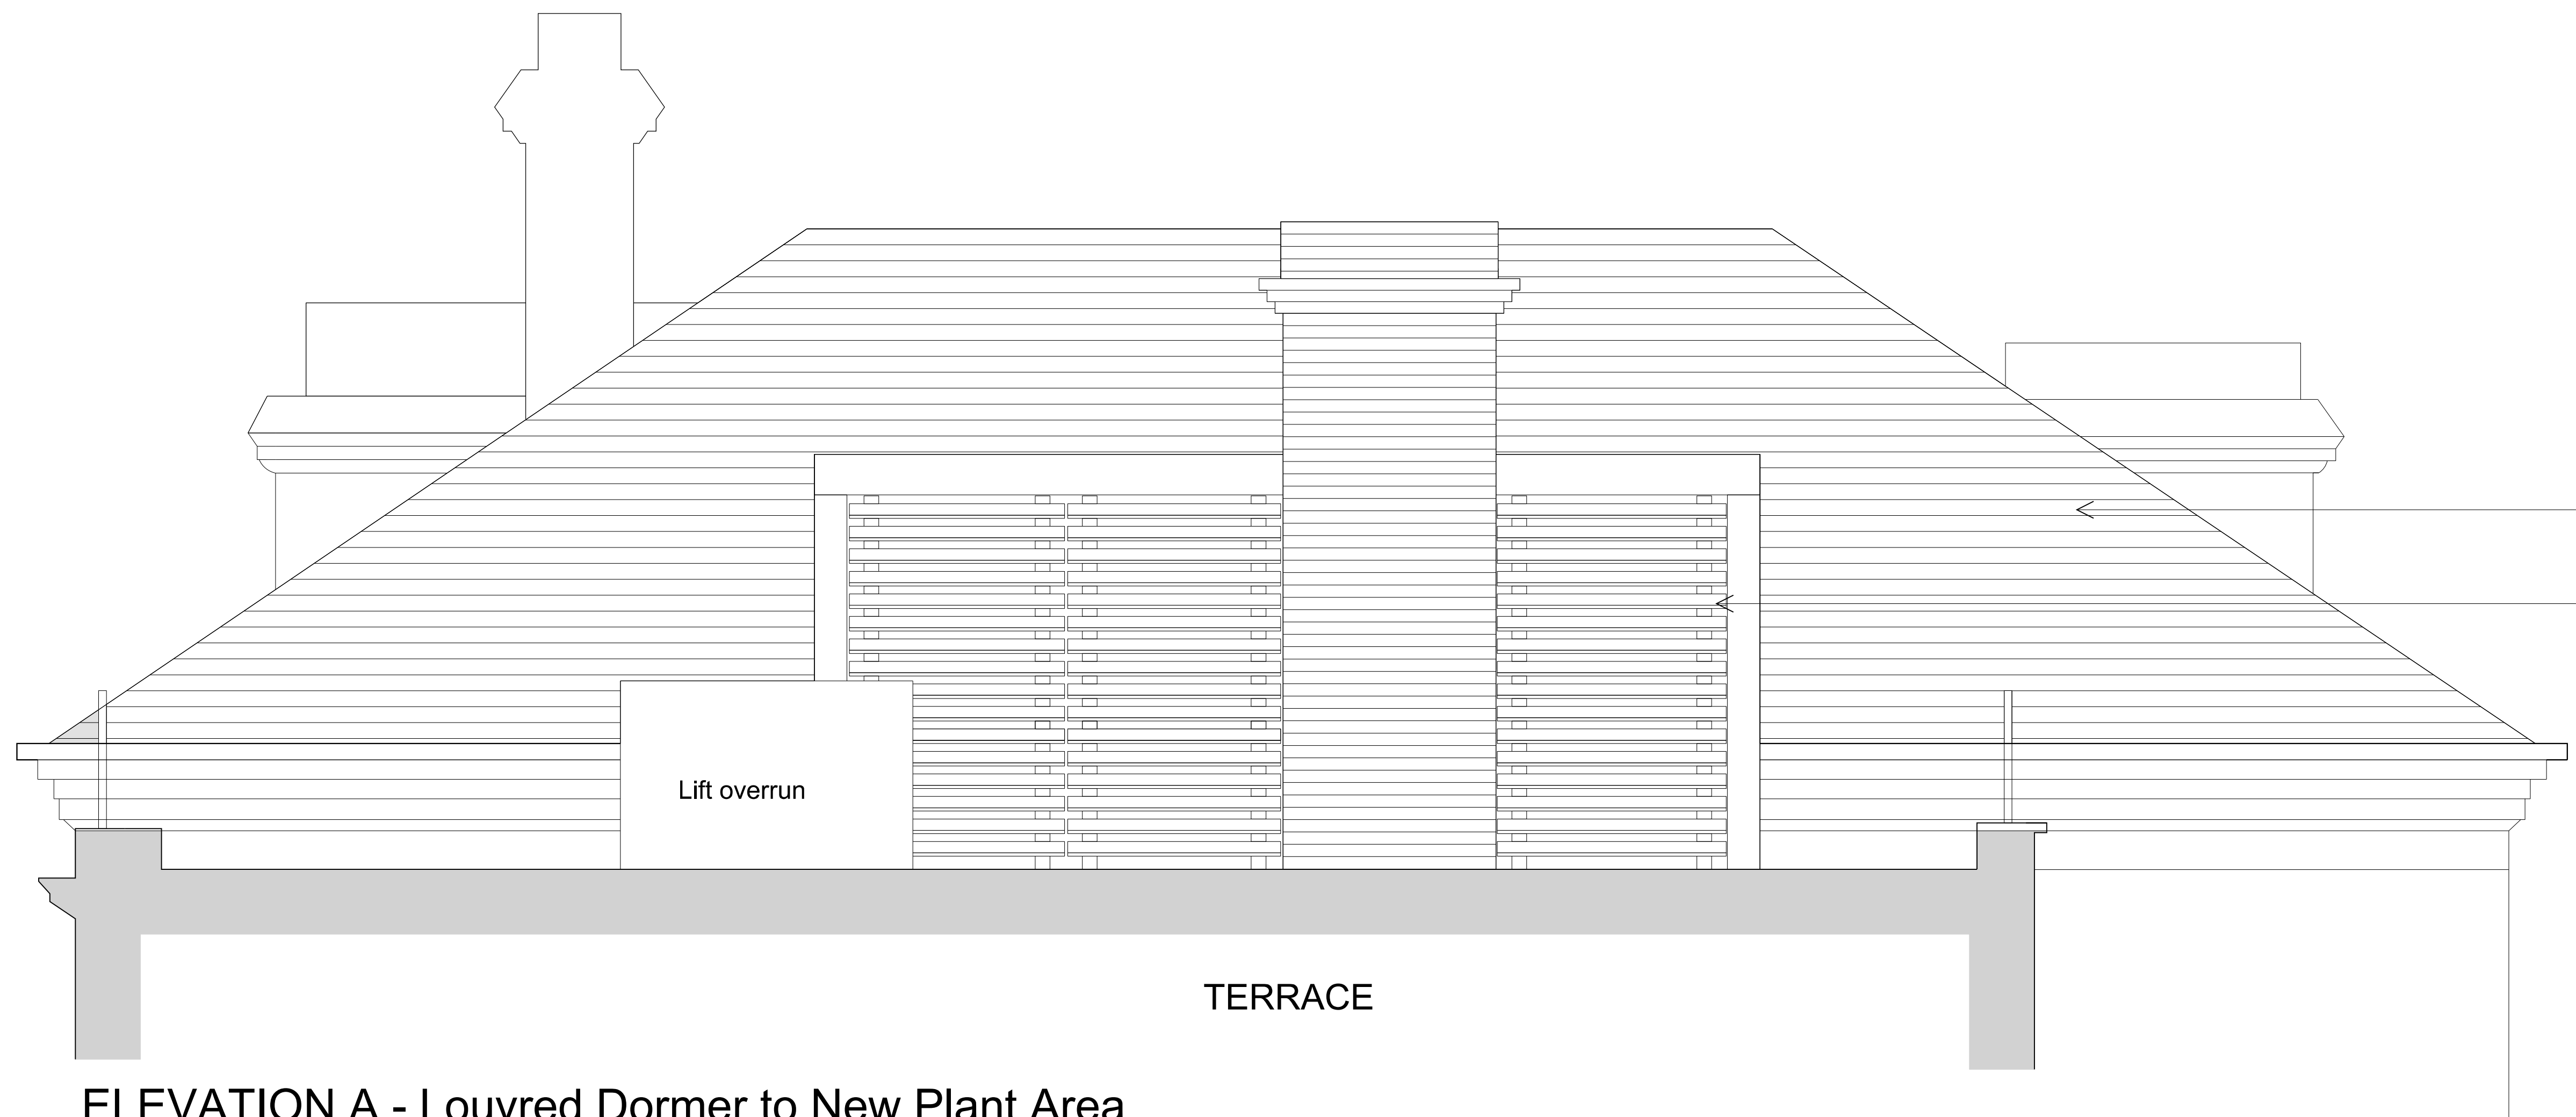 Lift overrun
TERRACE
ELEVATION A - Louvred Dormer to New Plant Area